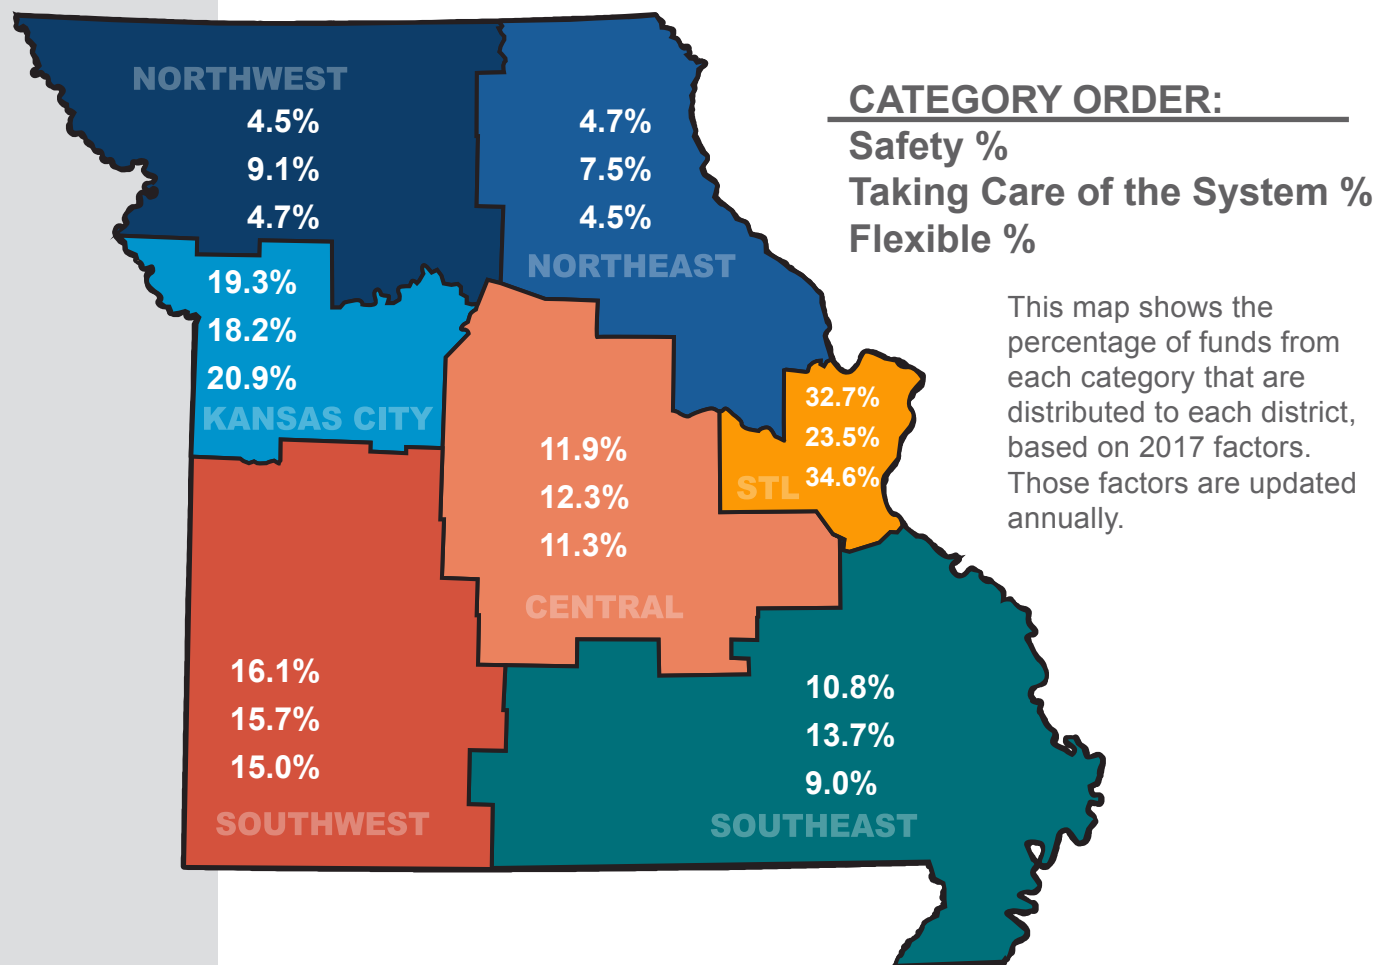 NORTHWEST
4.5%
9.1%
4.7%
4.7%
7.5%
4.5%
NORTHEAST
CATEGORY ORDER:
Safety %
Taking Care of the System %
Flexible %
This map shows the
percentage of funds from
each category that are
distributed to each district,
based on 2017 factors.
Those factors are updated
annually.
19.3%
18.2%
20.9%
KANSAS CITY
32.7%
23.5%
34.6%
STL
11.9%
12.3%
11.3%
CENTRAL
16.1%
15.7%
15.0%
SOUTHWEST
10.8%
13.7%
9.0%
SOUTHEAST